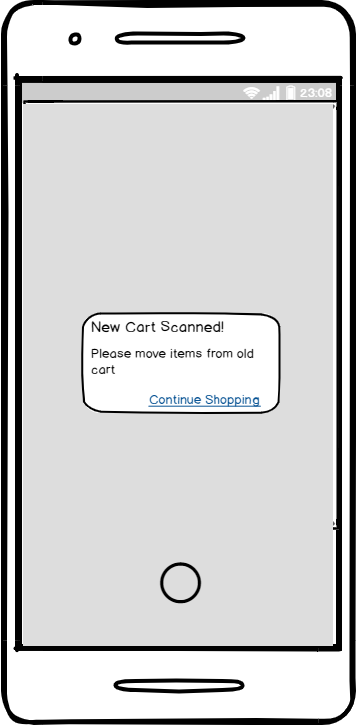 23:08
New Cart Scanned!
Please move items from old
cart
Continue Shopping